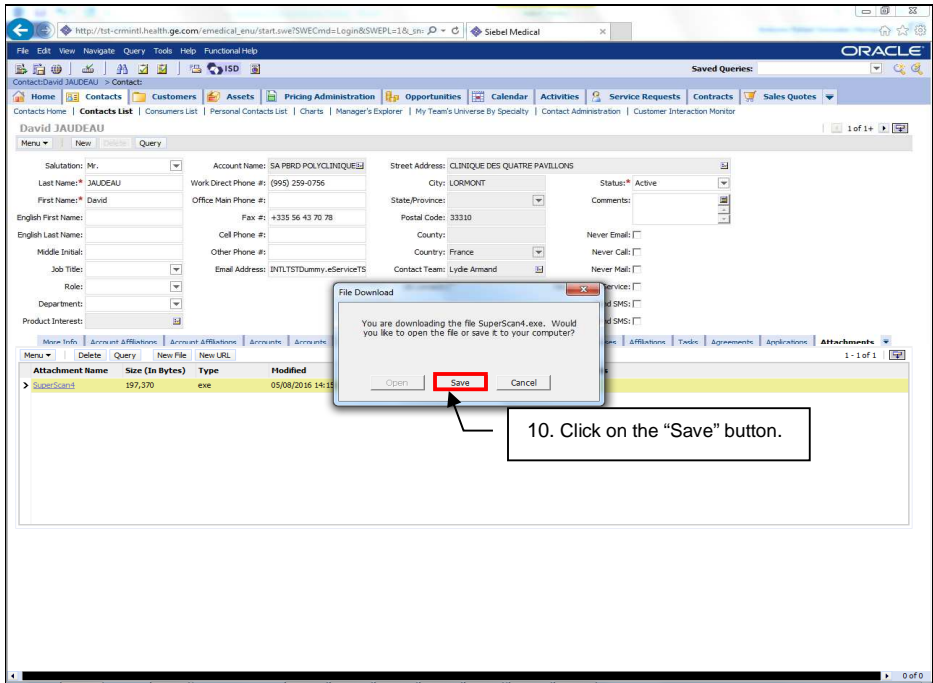 http://tst-crmintl.health.ge.com/emedical_enu/start.swe?SWECmd=Login&SWEPL=1&_sn: Siebel Medical
File Edit View Navigate Query Tools Help Functional Help ORACLE
ISD Saved Queries:
Contact:David JAUDEAU > Contact:
Home Contacts Customers Assets Pricing Administration Opportunities Calendar Activities Service Requests Contracts Sales Quotes
Contacts Home | Contacts List | Consumers List | Personal Contacts List | Charts | Manager's Explorer | My Team's Universe By Specialty | Contact Administration | Customer Interaction Monitor
David JAUDEAU 1 of 1+
Menu New Delete Query
Salutation: Mr. Account Name: SA PBRD POLYCLINIQUE Street Address: CLINIQUE DES QUATRE PAVILLONS
Last Name:* JAUDEAU Work Direct Phone #: (995) 259-0756 City: LORMONT Status:* Active
First Name:* David Office Main Phone #: State/Province: Comments:
English First Name: Fax #: +335 56 43 70 78 Postal Code: 33310
English Last Name: Cell Phone #: County: Never Email:
Middle Initial: Other Phone #: Country: France Never Call:
Job Title: Email Address: INTLTSTDummy.eServiceTS Contact Team: Lydie Armand Never Mail:
Role: Service:
Department: SMS:
Product Interest: SMS:
File Download
You are downloading the file SuperScan4.exe. Would
you like to open the file or save it to your computer?
Open Save Cancel
More Info Account Affiliations Account Affiliations Accounts Accounts Affiliations Tasks Agreements Applications Attachments
Menu Delete Query New File New URL 1 - 1 of 1
Attachment Name Size (In Bytes) Type Modified
> SuperScan4 197,370 exe 05/08/2016 14:15
10. Click on the “Save” button.
0 of 0